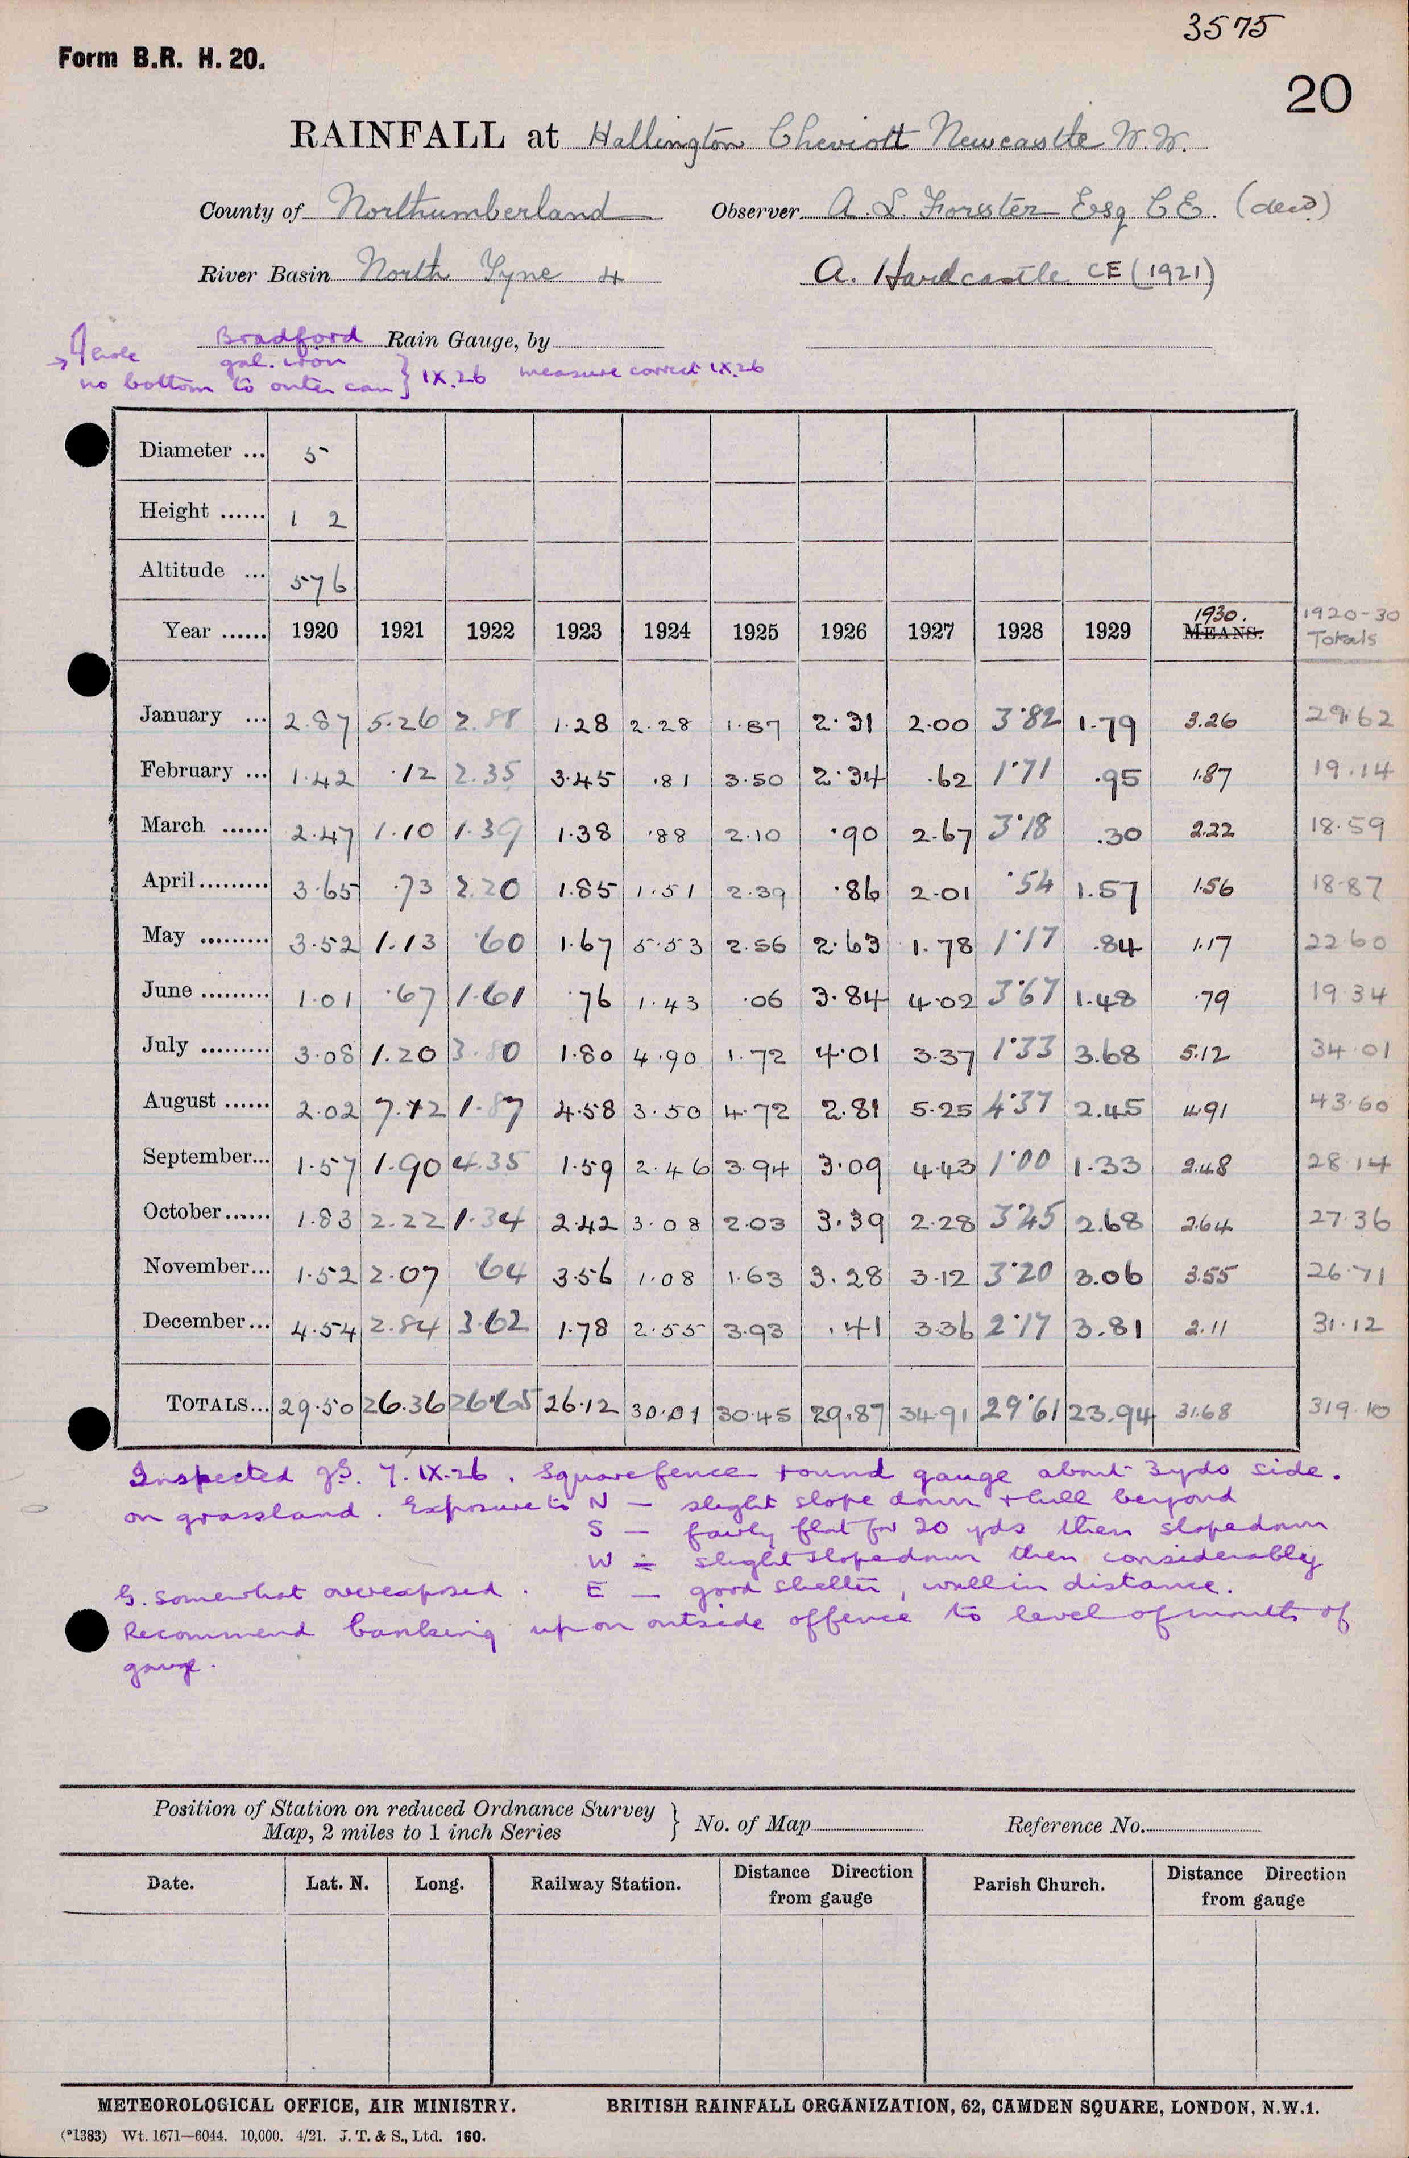 3575
Form B.R. H. 20.
20
RAINFALL at Hallington Cheviott Newcastle W.W.
County of Northumberland Observer A. L. Forster Esq C E. (decd)
River Basin North Tyne 4 A. Hardcastle CE (1921)
Bradford Rain Gauge, by
→ 1 hole gal. iron
no bottom to outer can } IX.26 measure correct IX.26
Diameter ... 5
Height ...... 1 2
Altitude ... 576
1930. 1920-30
Year ...... 1920 1921 1922 1923 1924 1925 1926 1927 1928 1929 MEANS. Totals
January ... 2.87 5.26 2.88 1.28 2.28 1.87 2.31 2.00 3.82 1.79 3.26 29.62
February ... 1.42 .12 2.35 3.45 .81 3.50 2.34 .62 1.71 .95 1.87 19.14
March ...... 2.47 1.10 1.39 1.38 .88 2.10 .90 2.67 3.18 .30 2.22 18.59
April ......... 3.65 .73 2.20 1.85 1.51 2.39 .86 2.01 .54 1.57 1.56 18.87
May ......... 3.52 1.13 .60 1.67 5.53 2.56 2.63 1.78 1.17 .84 1.17 22.60
June ......... 1.01 .67 1.61 .76 1.43 .06 3.84 4.02 3.67 1.48 .79 19.34
July ......... 3.08 1.20 3.80 1.80 4.90 1.72 4.01 3.37 1.33 3.68 5.12 34.01
August ...... 2.02 7.12 1.87 4.58 3.50 4.72 2.81 5.25 4.37 2.45 4.91 43.60
September... 1.57 1.90 4.35 1.59 2.46 3.94 3.09 4.43 1.00 1.33 2.48 28.14
October...... 1.83 2.22 1.34 2.42 3.08 2.03 3.39 2.28 3.45 2.68 2.64 27.36
November... 1.52 2.07 .64 3.56 1.08 1.63 3.28 3.12 3.20 3.06 3.55 26.71
December... 4.54 2.84 3.62 1.78 2.55 3.93 .41 3.36 2.17 3.81 2.11 31.12
TOTALS... 29.50 26.36 26.65 26.12 30.01 30.45 29.87 34.91 29.61 23.94 31.68 319.10
Inspected 7.IX.26. Square fence round gauge about 3yds side.
on grassland. Exposure to N — slight slope down & hill beyond
S — fairly flat for 20 yds then slopedown
W = slight slopedown then considerably
G. somewhat overexposed. E — good shelter, wall in distance.
Recommend banking up on outside of fence to level of mouth of
gauge.
Position of Station on reduced Ordnance Survey
Map, 2 miles to 1 inch Series } No. of Map Reference No.
Date. Lat. N. Long. Railway Station. Distance Direction from gauge Parish Church. Distance Direction from gauge
METEOROLOGICAL OFFICE, AIR MINISTRY. BRITISH RAINFALL ORGANIZATION, 62, CAMDEN SQUARE, LONDON, N.W.1.
(*1383) Wt. 1671—6044. 10,000. 4/21. J. T. & S., Ltd. 160.